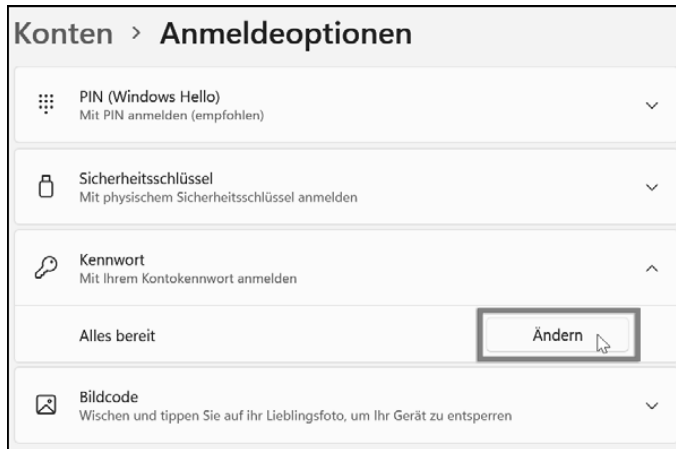 Konten > Anmeldeoptionen
PIN (Windows Hello)
Mit PIN anmelden (empfohlen)
Sicherheitsschlüssel
Mit physischem Sicherheitsschlüssel anmelden
Kennwort
Mit Ihrem Kontokennwort anmelden
Alles bereit
Ändern
Bildcode
Wischen und tippen Sie auf ihr Lieblingsfoto, um Ihr Gerät zu entsperren